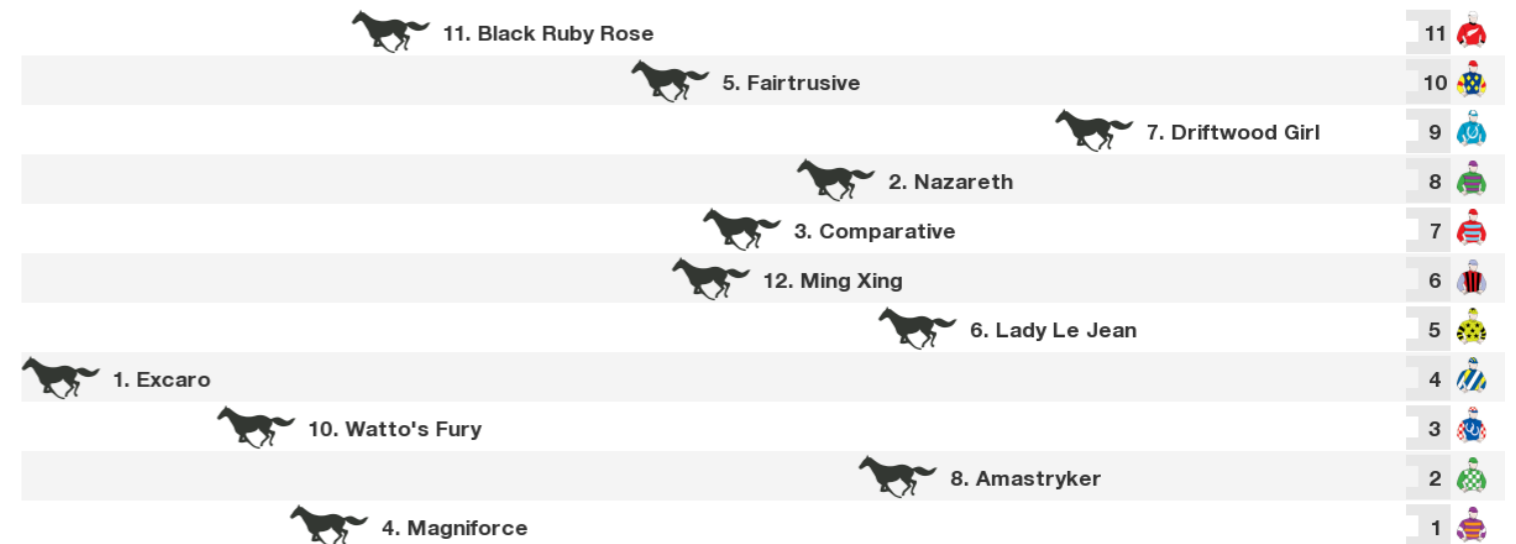 11. Black Ruby Rose 11
5. Fairtrusive 10
7. Driftwood Girl 9
2. Nazareth 8
3. Comparative 7
12. Ming Xing 6
6. Lady Le Jean 5
1. Excaro 4
10. Watto's Fury 3
8. Amastryker 2
4. Magniforce 1